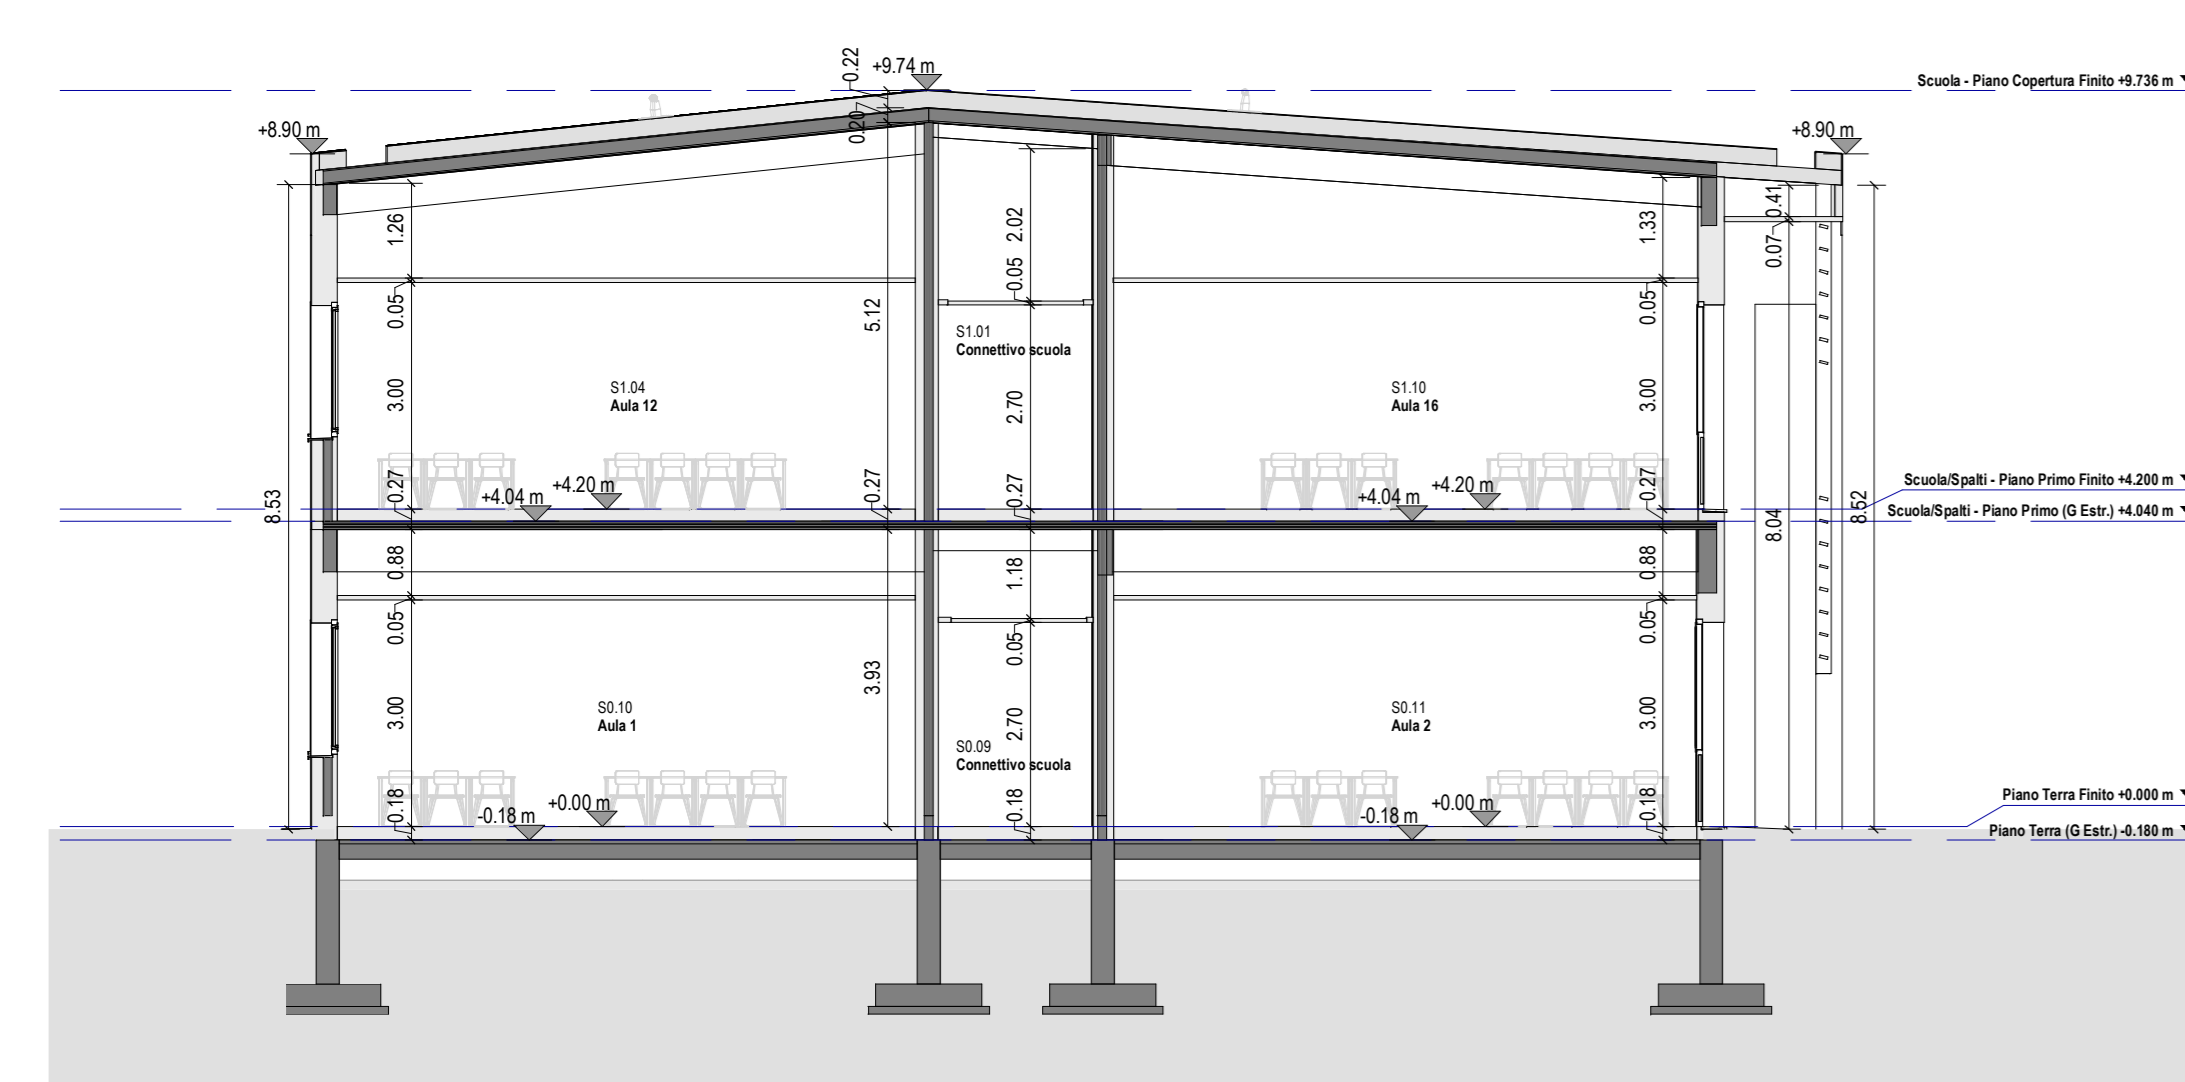 0.22
+9.74 m
Scuola - Piano Copertura Finito +9.736 m
+8.90 m
0.20
+8.90 m
1.26
2.02
1.33
0.41
0.07
0.05
0.05
0.05
5.12
S1.01
Connettivo scuola
S1.04
Aula 12
3.00
2.70
S1.10
Aula 16
3.00
8.53
0.27
+4.04 m
+4.20 m
0.27
0.27
+4.04 m
+4.20 m
0.27
8.04
8.52
Scuola/Spalti - Piano Primo Finito +4.200 m
Scuola/Spalti - Piano Primo (G Estr.) +4.040 m
0.88
1.18
0.88
0.05
0.05
0.05
3.93
3.00
S0.10
Aula 1
2.70
S0.09
Connettivo scuola
S0.11
Aula 2
3.00
0.18
-0.18 m
+0.00 m
0.18
-0.18 m
+0.00 m
0.18
Piano Terra Finito +0.000 m
Piano Terra (G Estr.) -0.180 m